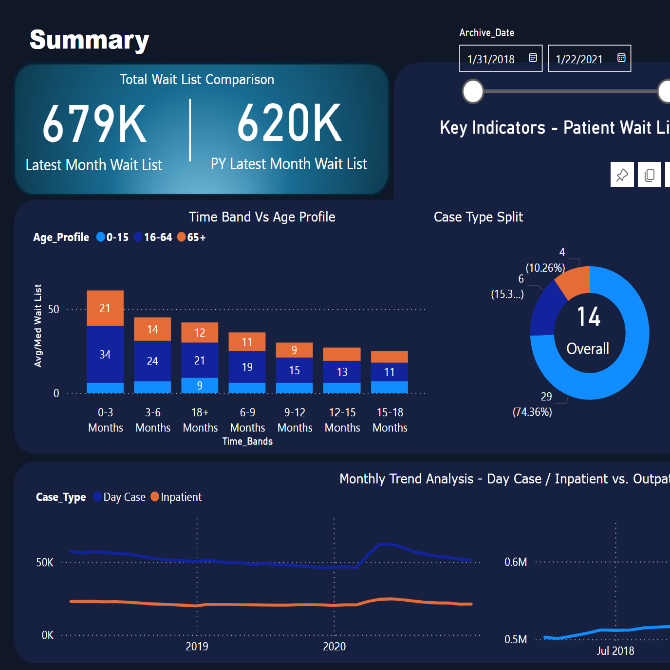 Summary
Archive_Date
1/31/2018
1/22/2021
Total Wait List Comparison
679K
620K
Latest Month Wait List
PY Latest Month Wait List
Key Indicators - Patient Wait Li
Time Band Vs Age Profile
Case Type Split
Age_Profile 0-15 16-64 65+
Avg/Med Wait List
50
0
21
34
14
24
12
21
9
11
19
9
15
13
11
0-3 Months
3-6 Months
18+ Months
6-9 Months
9-12 Months
12-15 Months
15-18 Months
Time_Bands
4
(10.26%)
6
(15.3...)
14
Overall
29
(74.36%)
Monthly Trend Analysis - Day Case / Inpatient vs. Outpa
Case_Type Day Case Inpatient
50K
0K
2019
2020
0.6M
0.5M
Jul 2018